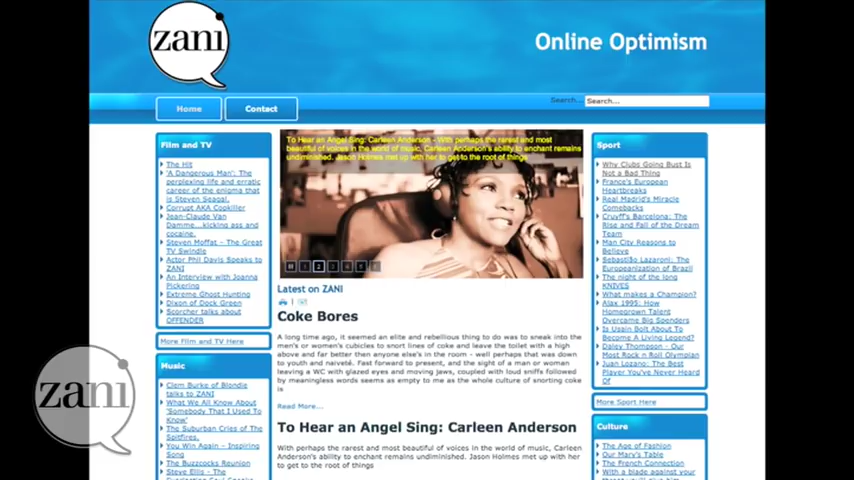 zani
Online Optimism
Search...
Search...
Home
Contact
Film and TV
The Hit
'A Dangerous Man': The
perplexing life and erratic
career of the enigma that
is Steven Seagal.
Corrupt AKA Copkiller
Jean-Claude Van
Damme...kicking ass and
cocaine.
Steven Moffat – The Great
TV Swindle
Actor Phil Davis Speaks to
ZANI
An Interview with Joanna
Pickering
Extreme Ghost Hunting
Dixon of Dock Green
Scorcher talks about
OFFENDER
More Film and TV Here
Music
Clem Burke of Blondie
talks to ZANI
What We All Know About
'Somebody That I Used To
Know'
The Suburban Cries of The
Spitfires.
You Win Again – Inspiring
Song
The Buzzcocks Reunion
Steve Ellis - The
To Hear an Angel Sing: Carleen Anderson - With perhaps the rarest and most
beautiful of voices in the world of music, Carleen Anderson's ability to enchant remains
undiminished. Jason Holmes met up with her to get to the root of things
1 2 3 4 5
Latest on ZANI
Coke Bores
A long time ago, it seemed an elite and rebellious thing to do was to sneak into the
men's or women's cubicles to snort lines of coke and leave the toilet with a high
above and far better then anyone else's in the room - well perhaps that was down
to youth and naiveté. Fast forward to present, and the sight of a man or woman
leaving a WC with glazed eyes and moving jaws, coupled with loud sniffs followed
by meaningless words seems as empty to me as the whole culture of snorting coke
is
Read More...
To Hear an Angel Sing: Carleen Anderson
With perhaps the rarest and most beautiful of voices in the world of music, Carleen
Anderson's ability to enchant remains undiminished. Jason Holmes met up with her
to get to the root of things
Sport
Why Clubs Going Bust Is
Not a Bad Thing
France's European
Heartbreaks
Real Madrid's Miracle
Comebacks
Cruyff's Barcelona: The
Rise and Fall of the Dream
Team
Man City Reasons to
Believe
Sebastião Lazaroni: The
Europeanization of Brazil
The night of the long
KNIVES
What makes a Champion?
Ajax 1995: How
Homegrown Talent
Overcame Big Spenders
Is Usain Bolt About To
Become A Living Legend?
Daley Thompson - Our
Most Rock n Roll Olympian
Juan Lozano: The Best
Player You've Never Heard
Of
More Sport Here
Culture
The Age of Fashion
Our Mary's Table
The French Connection
With a blade against your
zani